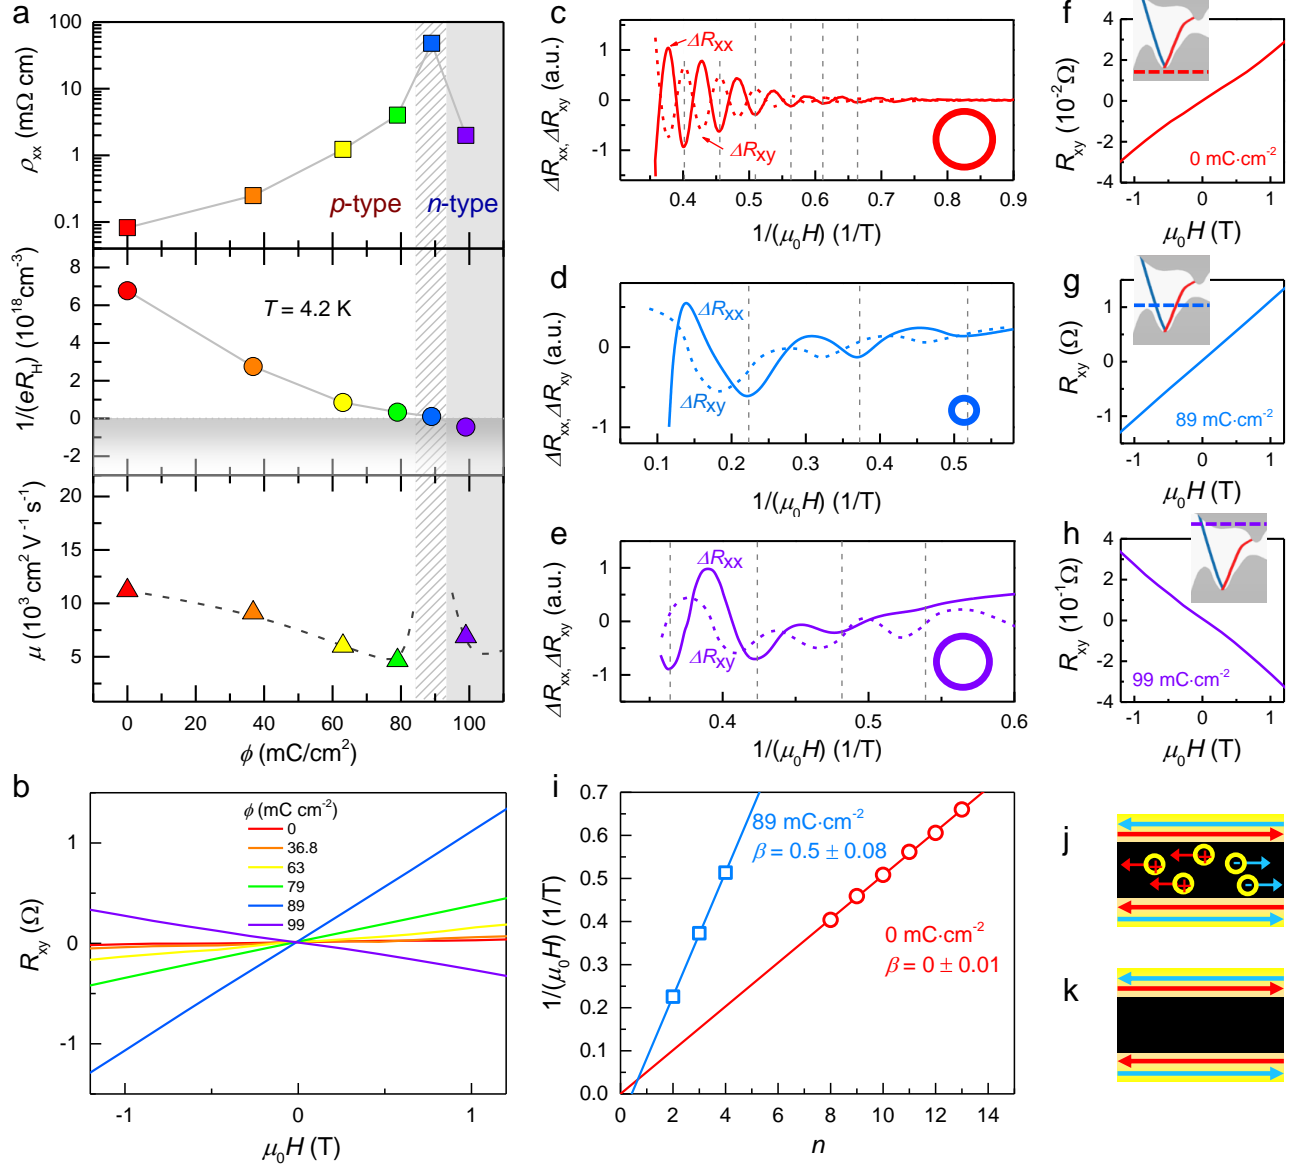 a
ρxx (mΩ cm)
100
10
1
0.1
p-type
n-type
1/(eRH) (10^18 cm^-3)
8
6
4
2
0
-2
T = 4.2 K
μ (10^3 cm^2 V^-1 s^-1)
20
15
10
5
0 20 40 60 80 100
ϕ (mC/cm^2)
c
ΔRxx, ΔRxy (a.u.)
1
0
-1
ΔRxx
ΔRxy
0.4 0.5 0.6 0.7 0.8 0.9
1/(μ0H) (1/T)
d
ΔRxx, ΔRxy (a.u.)
1
0
-1
ΔRxx
ΔRxy
0.1 0.2 0.3 0.4 0.5
1/(μ0H) (1/T)
e
ΔRxx, ΔRxy (a.u.)
1
0
-1
ΔRxx
ΔRxy
0.4 0.5 0.6
1/(μ0H) (1/T)
f
Rxy (10^-2Ω)
4
2
0
-2
-4
0 mC·cm^-2
-1 0 1
μ0H (T)
g
Rxy (Ω)
1
0
-1
89 mC·cm^-2
-1 0 1
μ0H (T)
h
Rxy (10^-1Ω)
4
2
0
-2
-4
99 mC·cm^-2
-1 0 1
μ0H (T)
b
Rxy (Ω)
1
0
-1
ϕ (mC cm^-2)
0
36.8
63
79
89
99
-1 0 1
μ0H (T)
i
1/(μ0H) (1/T)
0.7
0.6
0.5
0.4
0.3
0.2
0.1
0.0
89 mC·cm^-2
β = 0.5 ± 0.08
0 mC·cm^-2
β = 0 ± 0.01
0 2 4 6 8 10 12 14
n
j
+ + -
+ -
k